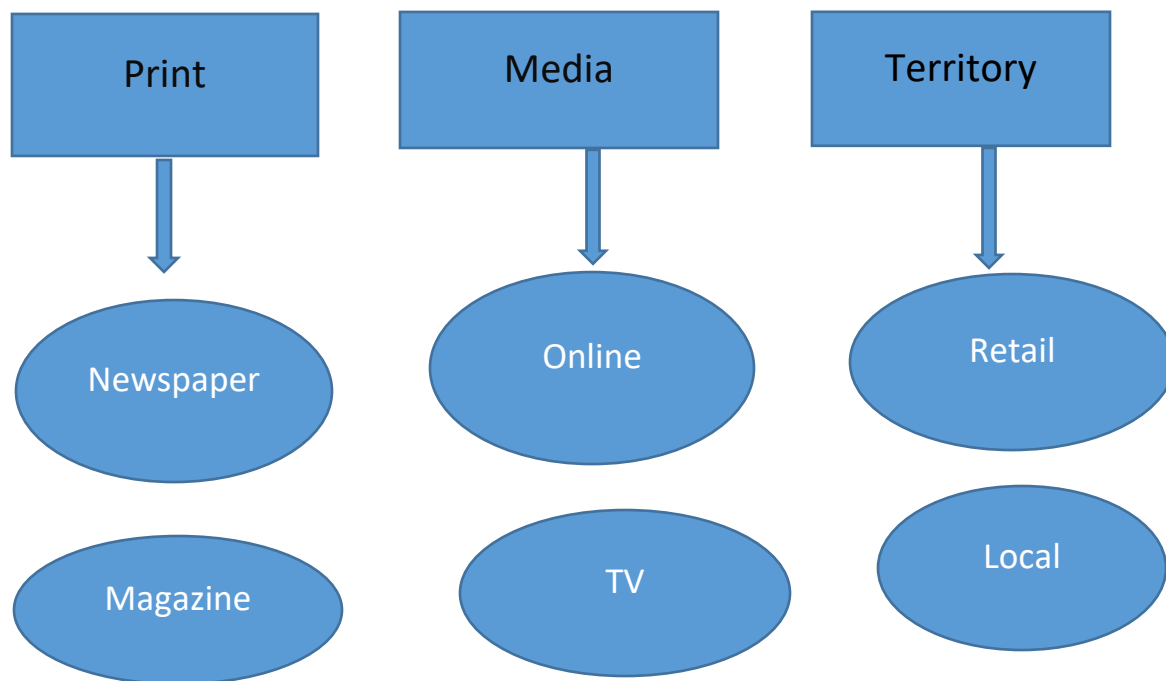 Print
Media
Territory
Newspaper
Online
Retail
Magazine
TV
Local